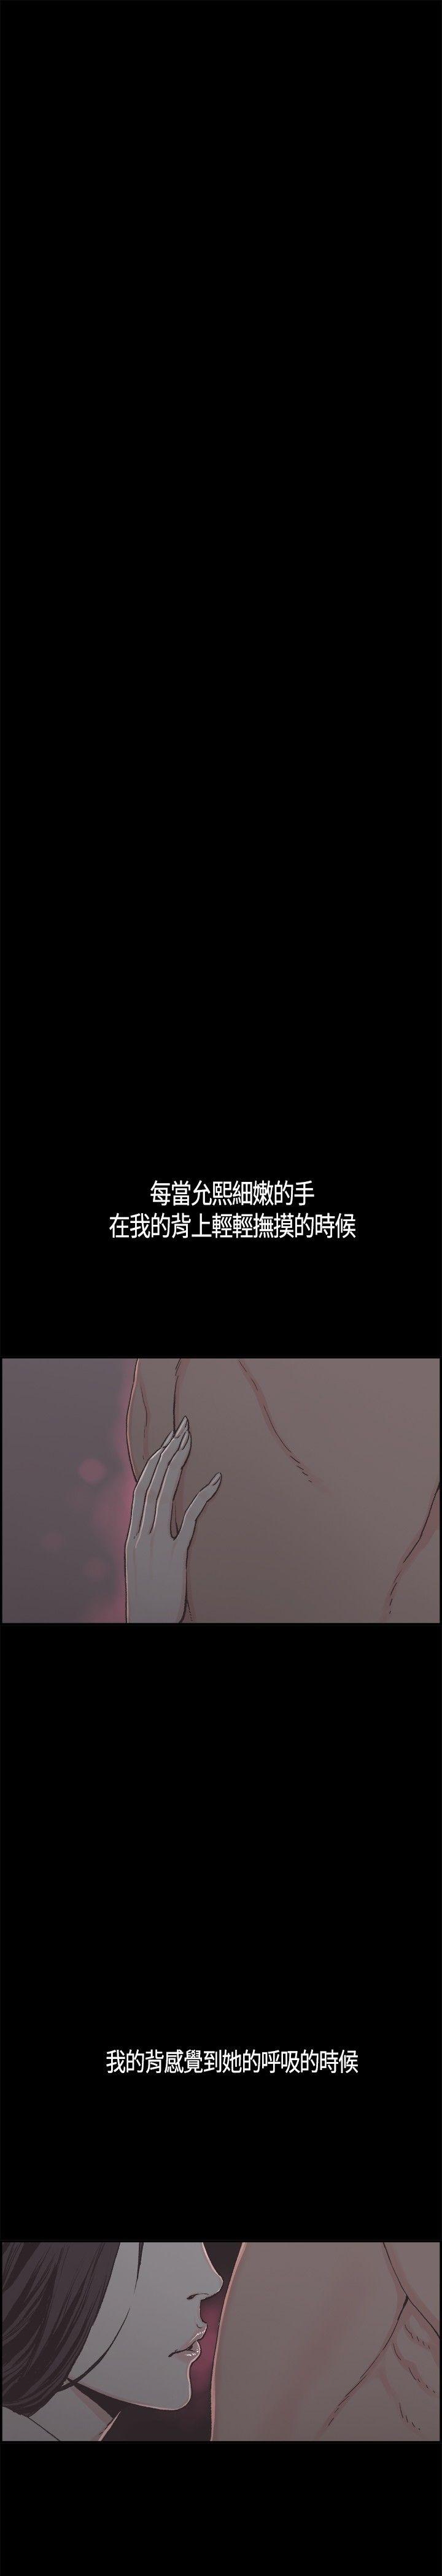 每當允熙細嫩的手
在我的背上輕輕撫摸的時候
我的背感覺到她的呼吸的時候